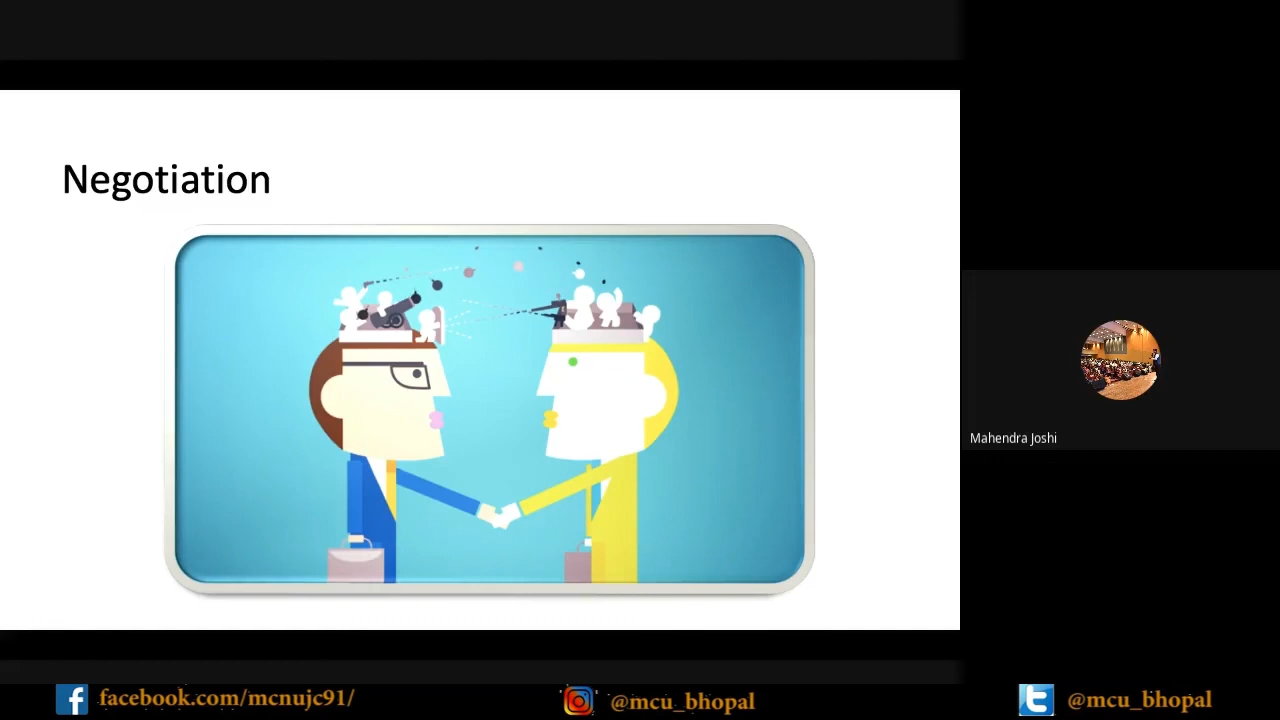 Negotiation
Mahendra Joshi
facebook.com/mcnujc91/
@mcu_bhopal
@mcu_bhopal